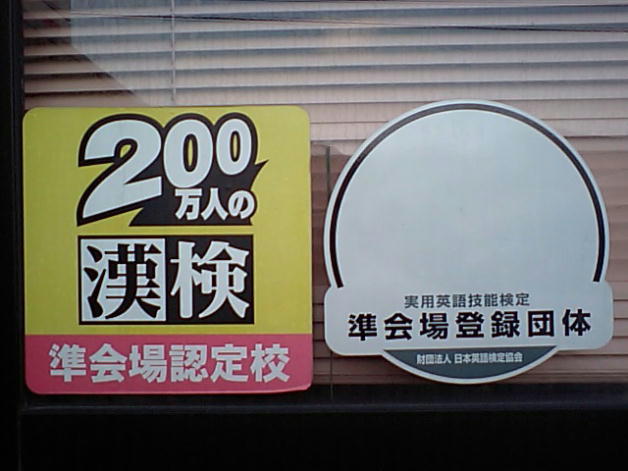 200
万人の
漢検
準会場認定校
実用英語技能検定
準会場登録団体
財団法人 日本英語検定協会